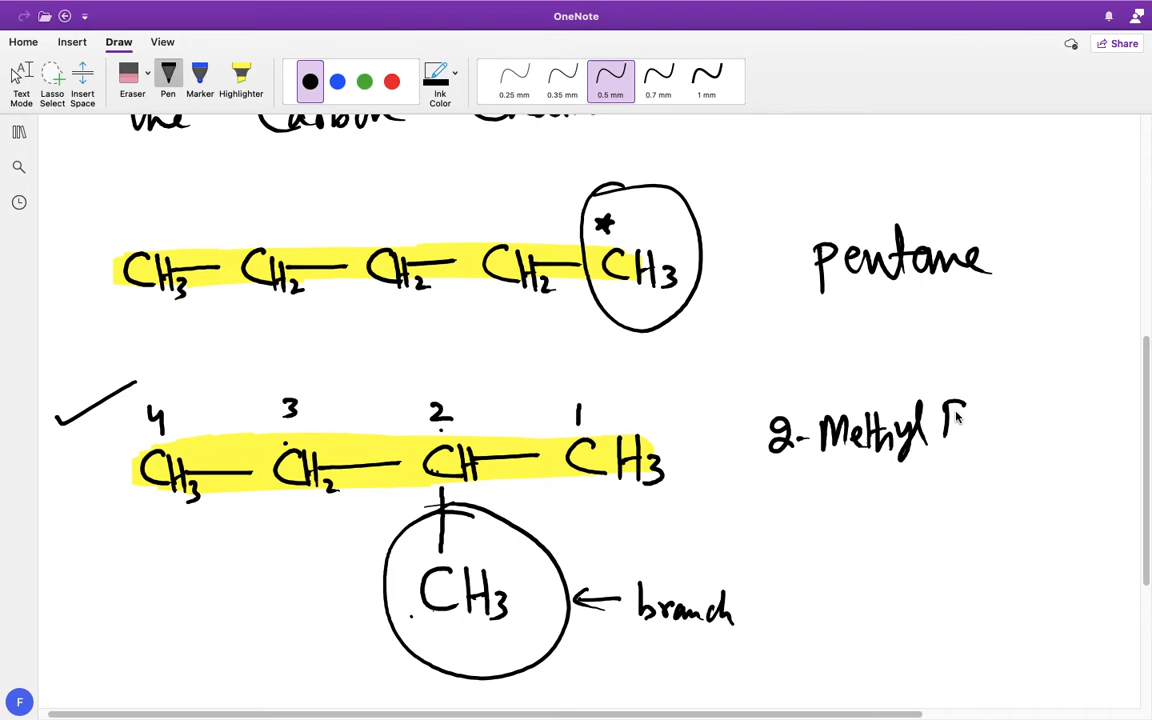 OneNote
Home Insert Draw View
Share
Text Mode
Lasso Select
Insert Space
Eraser
Pen
Marker
Highlighter
Ink Color
0.25 mm
0.35 mm
0.5 mm
0.7 mm
1 mm
the Carbon
*
CH3 — CH2 — CH2 — CH2 — CH3 pentane
4 3 2 1
2-Methyl
CH3 — CH2 — CH — CH3
CH3
← branch
F